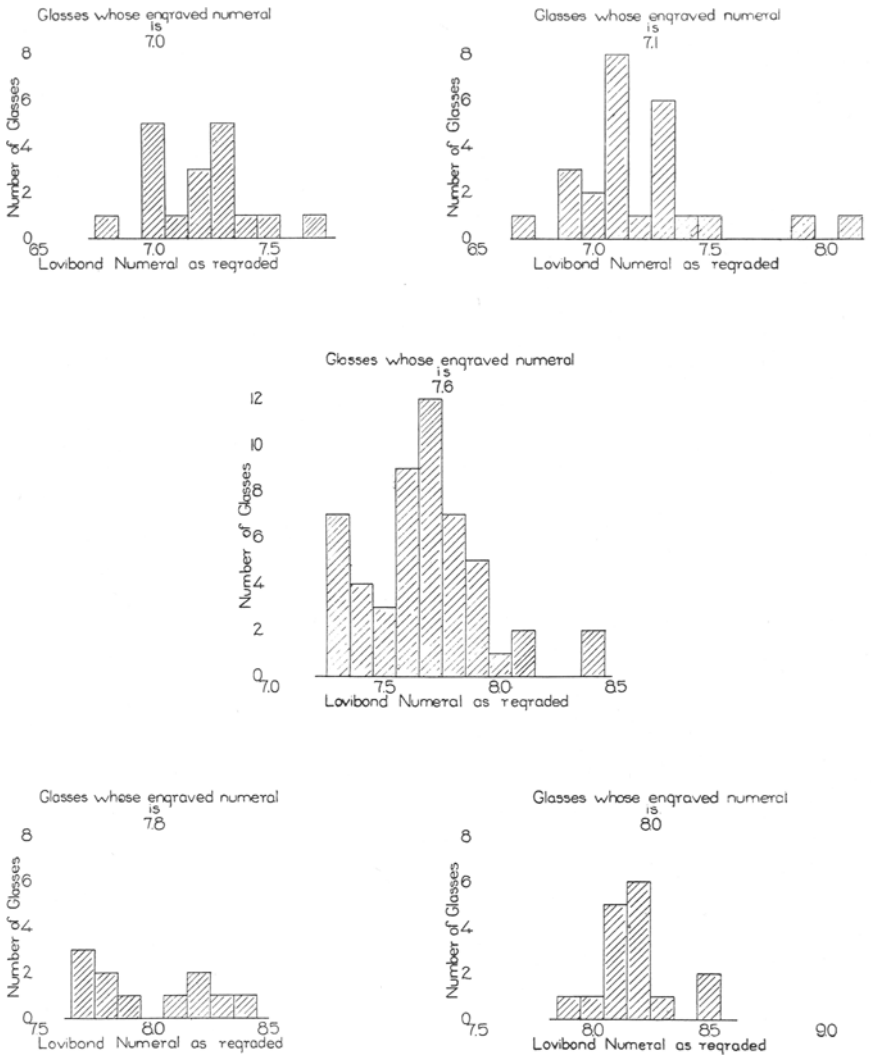 Glasses whose engraved numeral
is
7.0
8
6
4
2
0
Number of Glasses
6.5
7.0
7.5
Lovibond Numeral as regraded
Glasses whose engraved numeral
is
7.1
8
6
4
2
0
Number of Glasses
6.5
7.0
7.5
8.0
Lovibond Numeral as regraded
Glasses whose engraved numeral
is
7.6
12
10
8
6
4
2
0
Number of Glasses
7.0
7.5
8.0
8.5
Lovibond Numeral as regraded
Glasses whose engraved numeral
is
7.8
8
6
4
2
0
Number of Glasses
7.5
8.0
8.5
Lovibond Numeral as regraded
Glasses whose engraved numeral
is
8.0
8
6
4
2
0
Number of Glasses
7.5
8.0
8.5
9.0
Lovibond Numeral as regraded